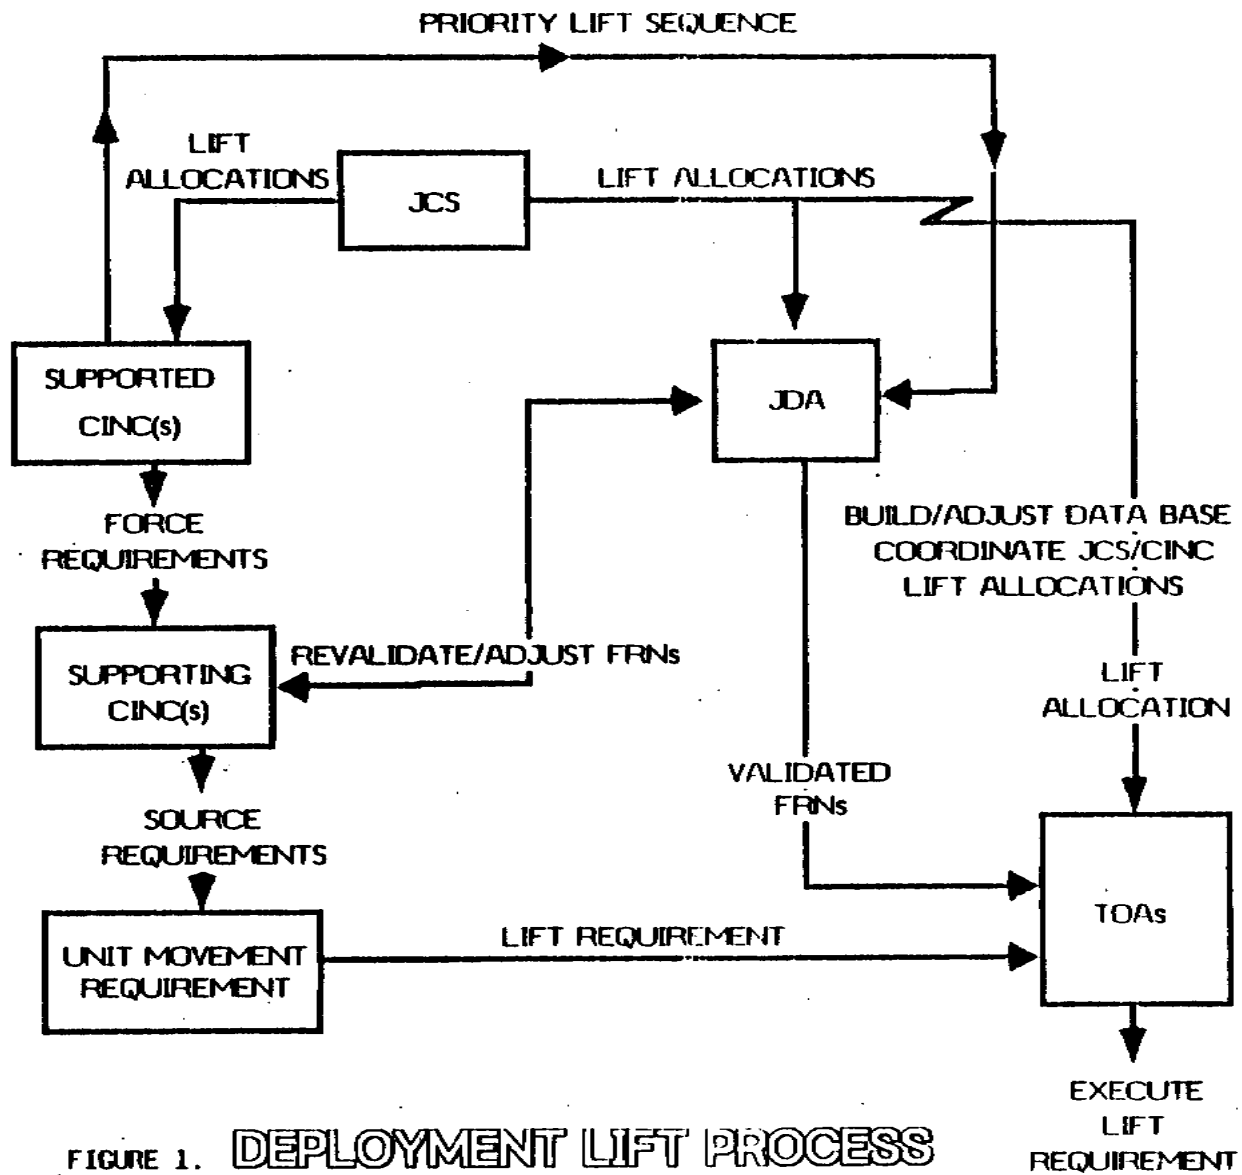 PRIORITY LIFT SEQUENCE
LIFT
ALLOCATIONS
JCS
LIFT ALLOCATIONS
SUPPORTED
CINC(s)
JDA
FORCE
REQUIREMENTS
BUILD/ADJUST DATA BASE
COORDINATE JCS/CINC
LIFT ALLOCATIONS
SUPPORTING
CINC(s)
REVALIDATE/ADJUST FRNs
LIFT
ALLOCATION
VALIDATED
FRNs
SOURCE
REQUIREMENTS
TOAs
UNIT MOVEMENT
REQUIREMENT
LIFT REQUIREMENT
EXECUTE
LIFT
REQUIREMENT
FIGURE 1. DEPLOYMENT LIFT PROCESS